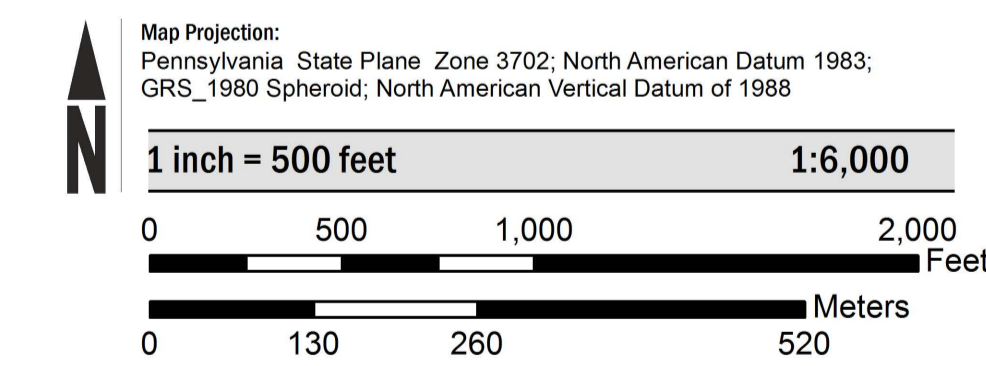 Map Projection:
Pennsylvania State Plane Zone 3702; North American Datum 1983;
GRS_1980 Spheroid; North American Vertical Datum of 1988
N
1 inch = 500 feet 1:6,000
0 500 1,000 2,000
Feet
Meters
0 130 260 520